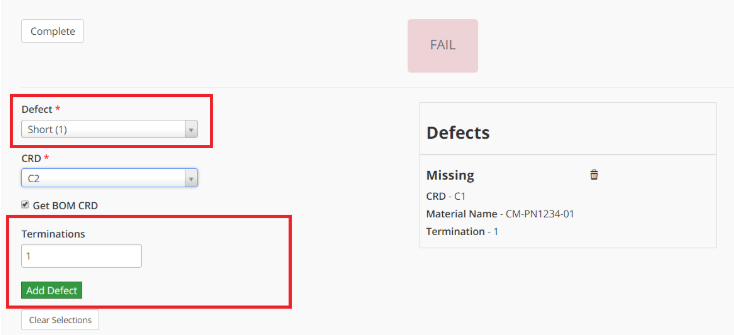 Complete
FAIL
Defect *
Short (1)
CRD *
C2
Get BOM CRD
Terminations
1
Add Defect
Clear Selections
Defects
Missing
CRD - C1
Material Name - CM-PN1234-01
Termination - 1